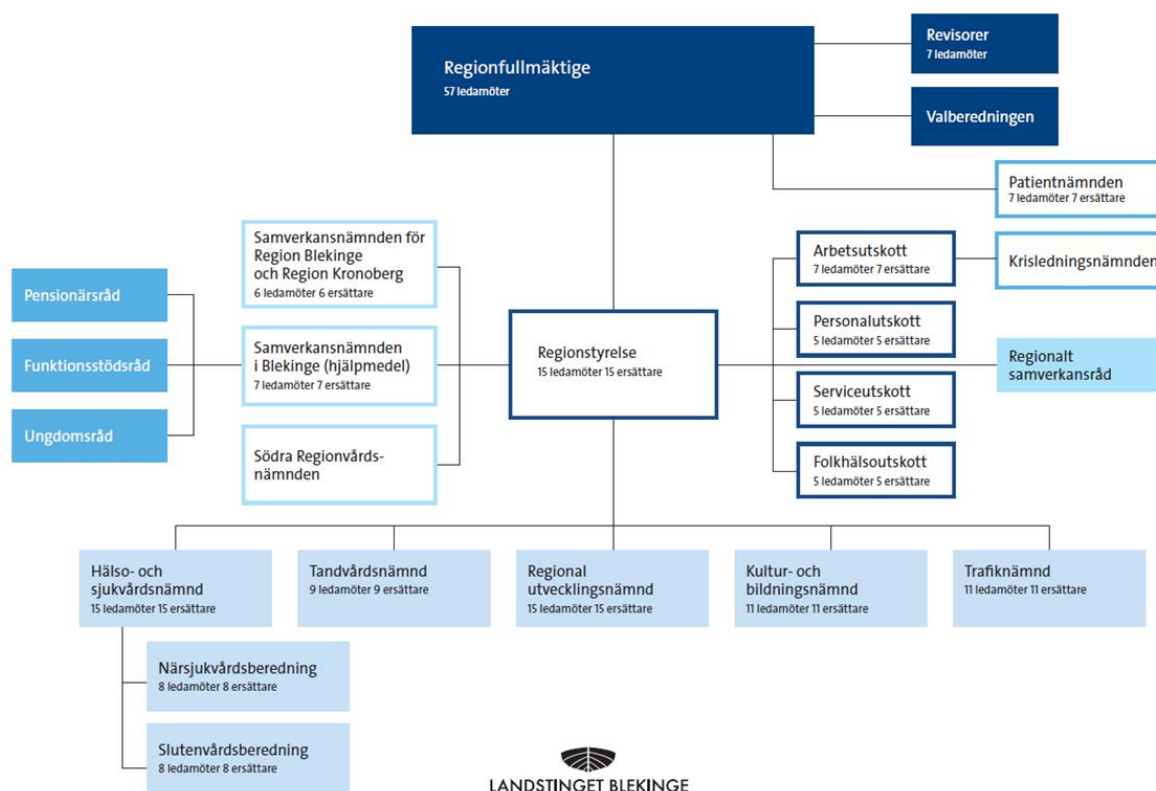 Regionfullmäktige
57 ledamöter
Revisorer
7 ledamöter
Valberedningen
Patientnämnden
7 ledamöter 7 ersättare
Samverkansnämnden för
Region Blekinge
och Region Kronoberg
6 ledamöter 6 ersättare
Arbetsutskott
7 ledamöter 7 ersättare
Krisledningsnämnden
Pensionärsråd
Personalutskott
5 ledamöter 5 ersättare
Funktionsstödsråd
Samverkansnämnden
i Blekinge (hjälpmedel)
7 ledamöter 7 ersättare
Regionstyrelse
15 ledamöter 15 ersättare
Regionalt
samverkansråd
Serviceutskott
5 ledamöter 5 ersättare
Ungdomsråd
Södra Regionvårds-
nämnden
Folkhälsoutskott
5 ledamöter 5 ersättare
Hälso- och
sjukvårdsnämnd
15 ledamöter 15 ersättare
Tandvårdsnämnd
9 ledamöter 9 ersättare
Regional
utvecklingsnämnd
15 ledamöter 15 ersättare
Kultur- och
bildningsnämnd
11 ledamöter 11 ersättare
Trafiknämnd
11 ledamöter 11 ersättare
Närsjukvårdsberedning
8 ledamöter 8 ersättare
Slutenvårdsberedning
8 ledamöter 8 ersättare
LANDSTINGET BLEKINGE